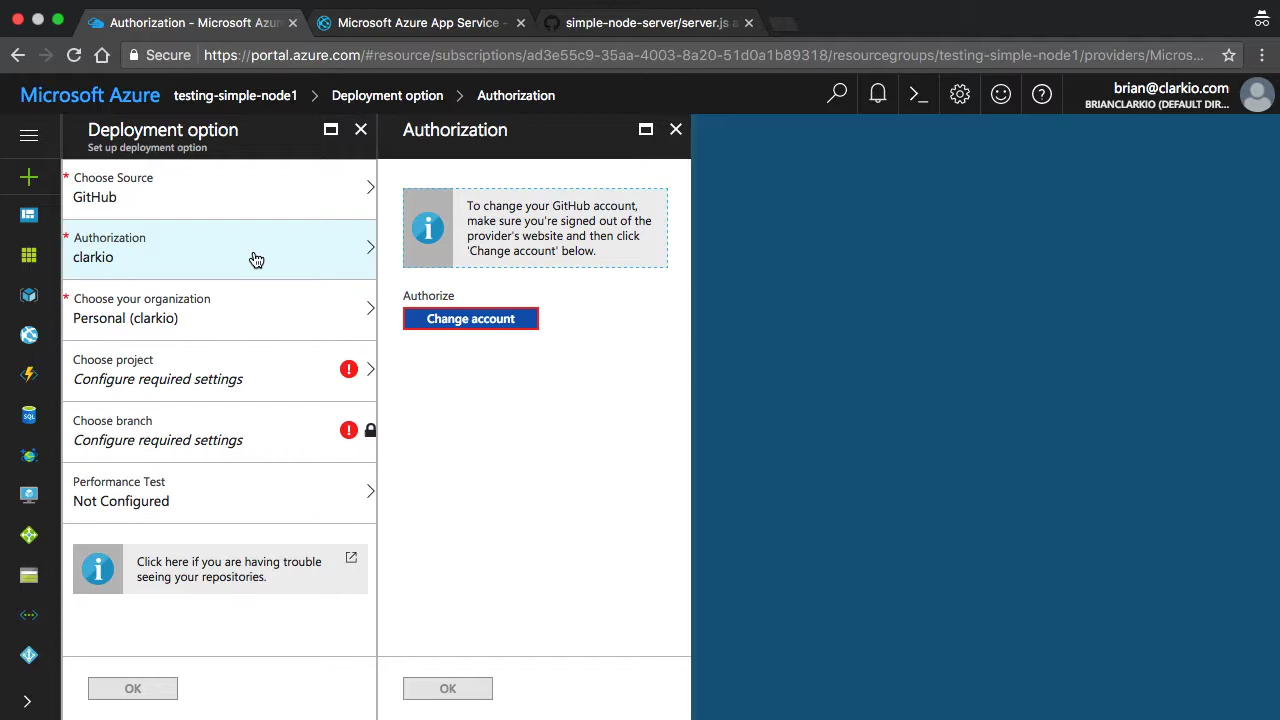 Authorization - Microsoft Azur
Microsoft Azure App Service -
simple-node-server/server.js a
Secure
https://portal.azure.com/#resource/subscriptions/ad3e55c9-35aa-4003-8a20-51d0a1b89318/resourcegroups/testing-simple-node1/providers/Micros...
Microsoft Azure
testing-simple-node1
Deployment option
Authorization
brian@clarkio.com
BRIANCLARKIO (DEFAULT DIR...
Deployment option
Set up deployment option
* Choose Source
GitHub
* Authorization
clarkio
* Choose your organization
Personal (clarkio)
Choose project
Configure required settings
Choose branch
Configure required settings
Performance Test
Not Configured
Click here if you are having trouble
seeing your repositories.
OK
Authorization
To change your GitHub account,
make sure you're signed out of the
provider's website and then click
'Change account' below.
Authorize
Change account
OK